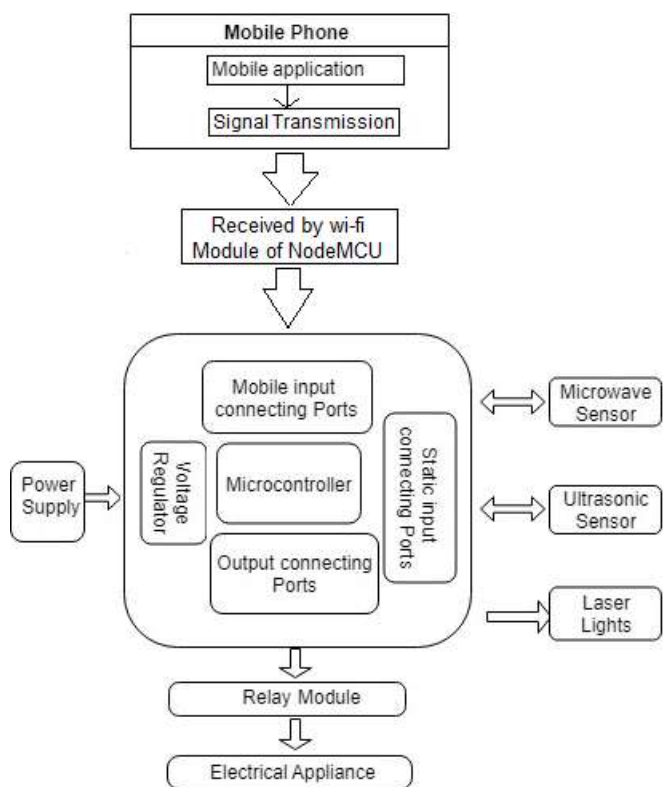 Mobile Phone
Mobile application
Signal Transmission
Received by wi-fi
Module of NodeMCU
Mobile input
connecting Ports
Static input
connecting Ports
Voltage
Regulator
Microcontroller
Output connecting
Ports
Power
Supply
Microwave
Sensor
Ultrasonic
Sensor
Laser
Lights
Relay Module
Electrical Appliance